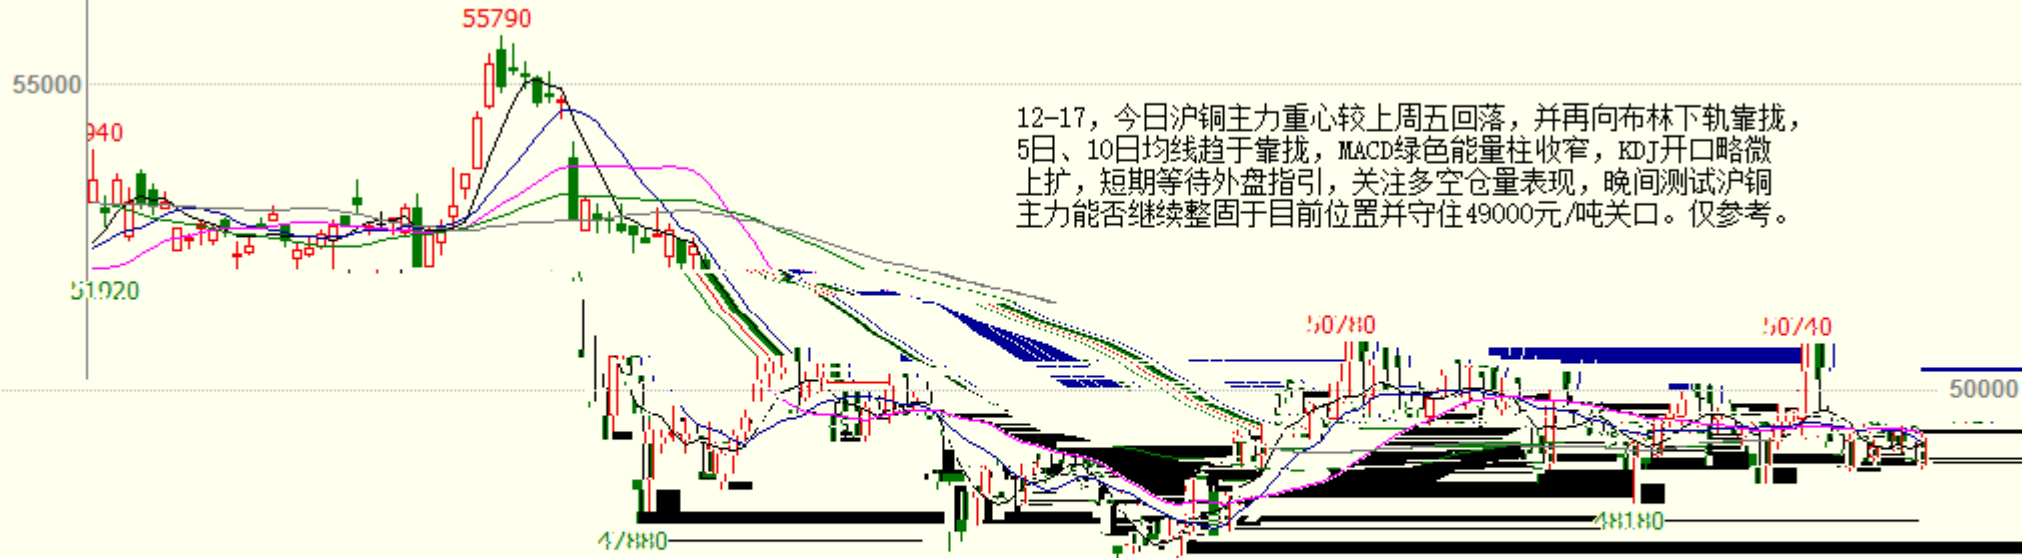 55790
55000
940
12-17，今日沪铜主力重心较上周五回落，并再向布林下轨靠拢，
5日、10日均线趋于靠拢，MACD绿色能量柱收窄，KDJ开口略微
上扩，短期等待外盘指引，关注多空仓量表现，晚间测试沪铜
主力能否继续整固于目前位置并守住49000元/吨关口。仅参考。
51920
50780
50740
50000
48180
47880